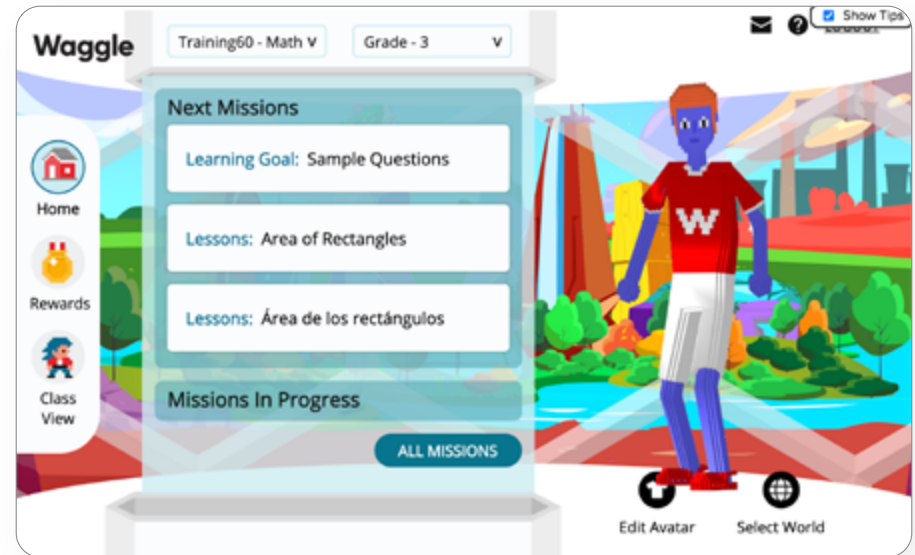 Show Tips
Waggle
Training60 - Math V
Grade - 3 V
Next Missions
Learning Goal: Sample Questions
Lessons: Area of Rectangles
Lessons: Área de los rectángulos
Missions In Progress
ALL MISSIONS
Home
Rewards
Class
View
W
Edit Avatar
Select World